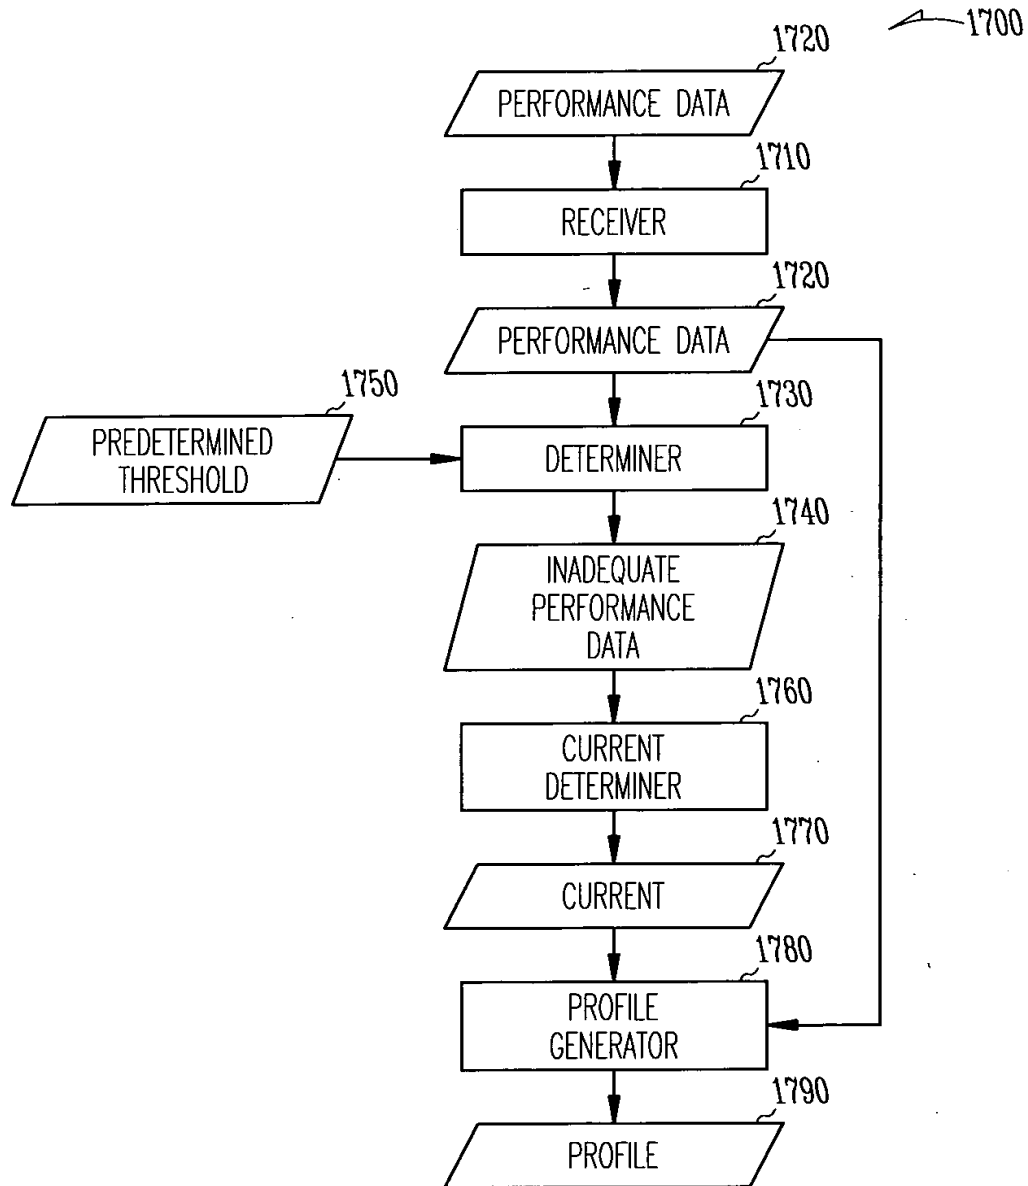 1700
1720
PERFORMANCE DATA
1710
RECEIVER
1720
PERFORMANCE DATA
1750
PREDETERMINED
THRESHOLD
1730
DETERMINER
1740
INADEQUATE
PERFORMANCE
DATA
1760
CURRENT
DETERMINER
1770
CURRENT
1780
PROFILE
GENERATOR
1790
PROFILE